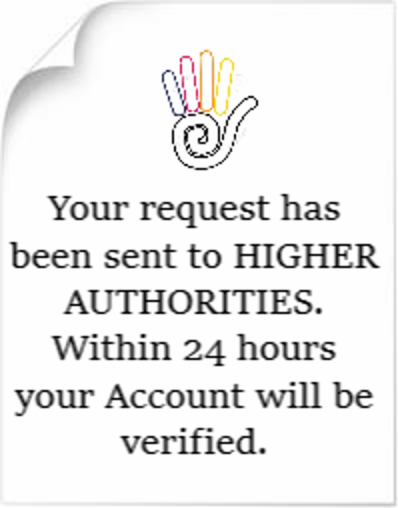 Your request has
been sent to HIGHER
AUTHORITIES.
Within 24 hours
your Account will be
verified.